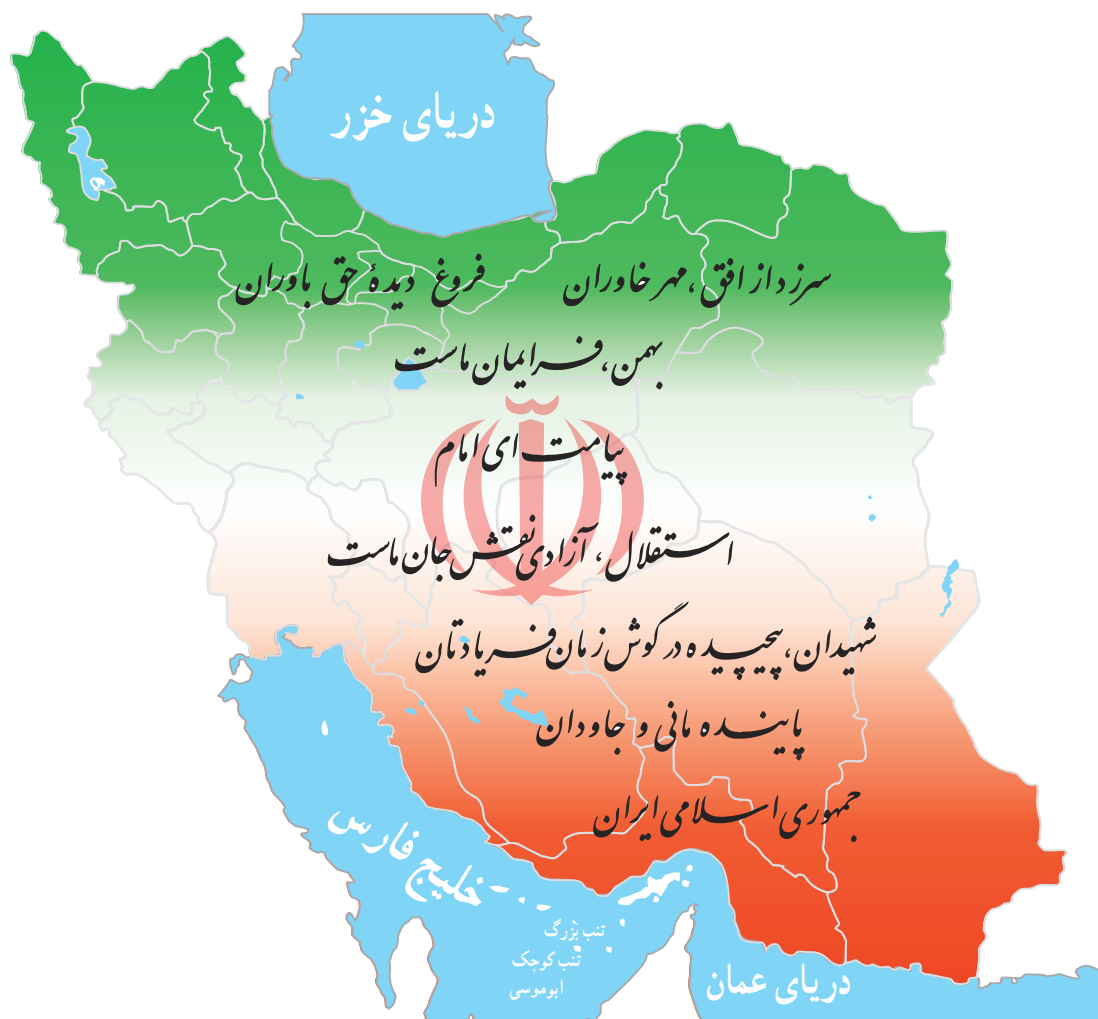 دریای خزر
سرزد از افق، مهر خاوران فروغ دیدهٔ حق باوران
بهمن، فر ایمان ماست
پیامت ای امام
استقلال، آزادی نقش جان ماست
شهیدان، پیچیده در گوش زمان فریادتان
پاینده مانی و جاودان
جمهوری اسلامی ایران
خلیج فارس
تنب بزرگ
تنب کوچک
ابوموسی
دریای عمان